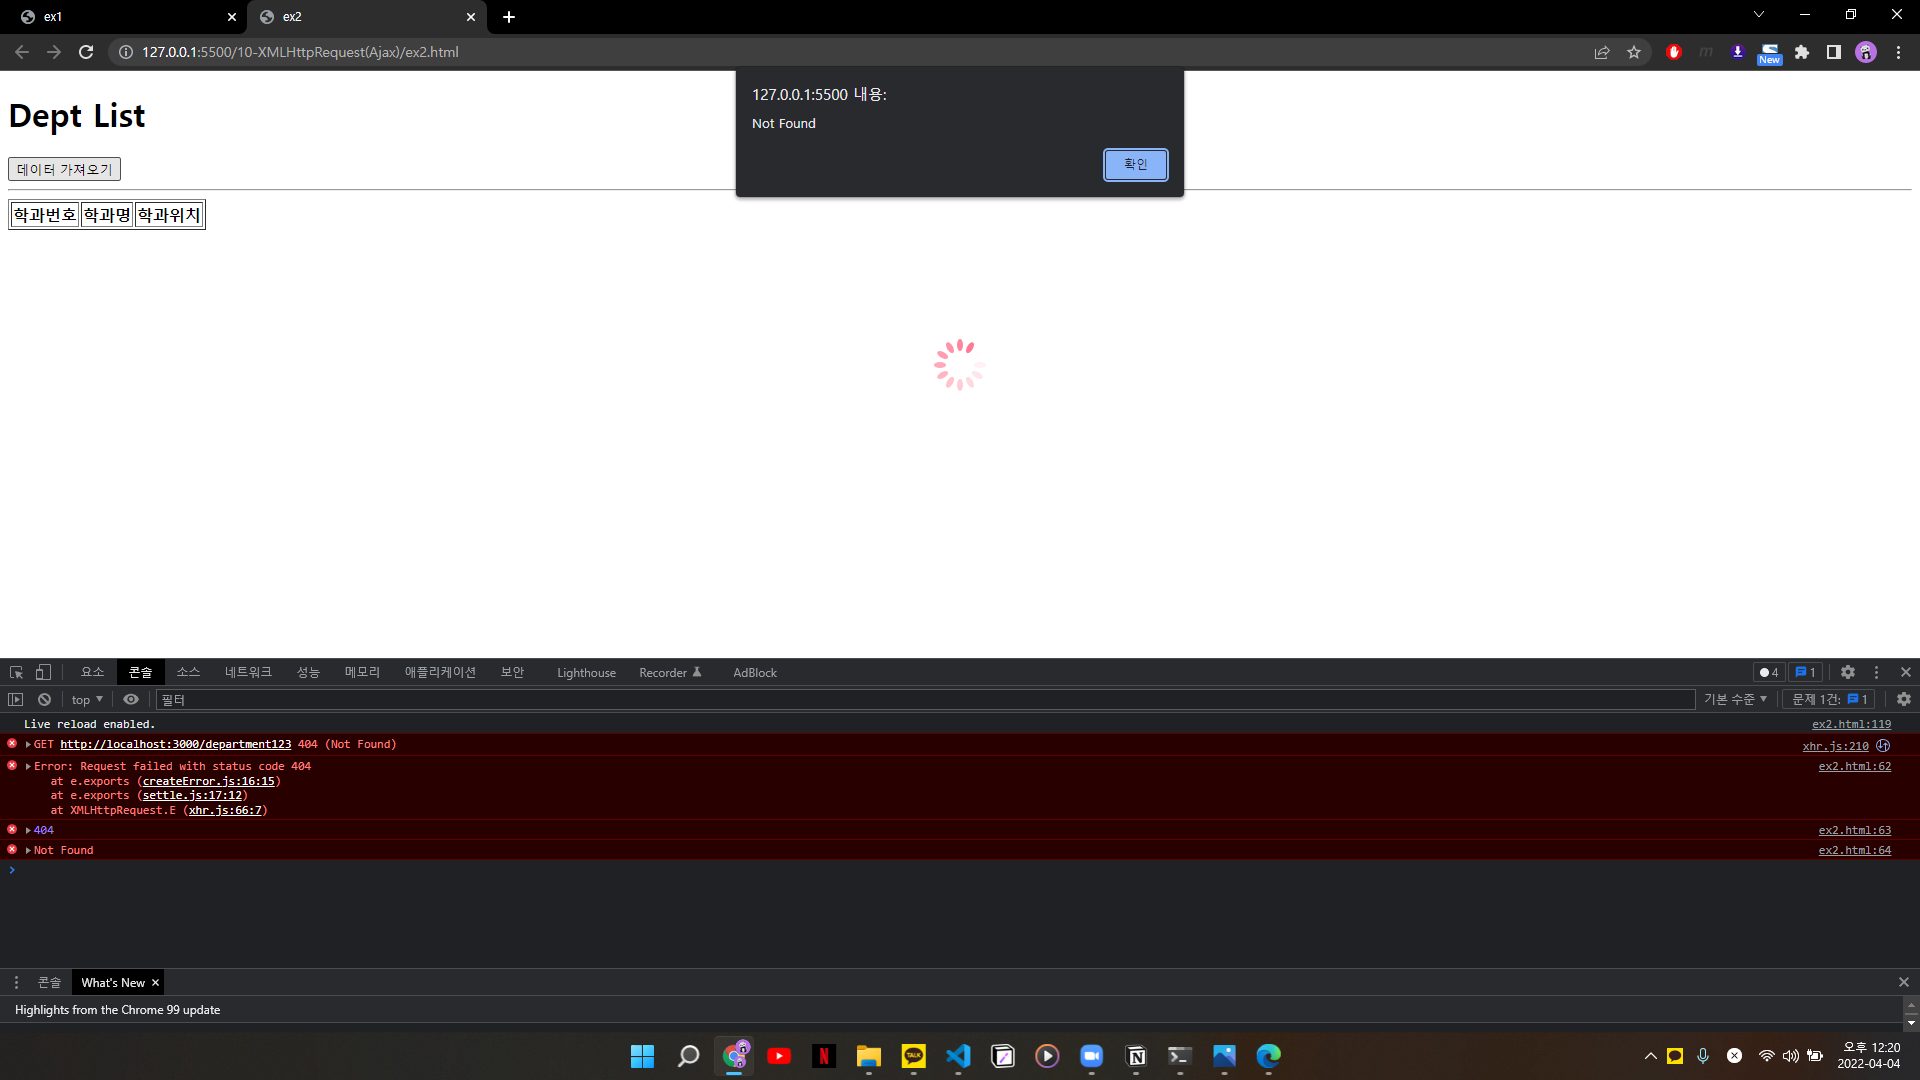 ex1
ex2
127.0.0.1:5500/10-XMLHttpRequest(Ajax)/ex2.html
New
127.0.0.1:5500 내용:
Not Found
확인
Dept List
데이터 가져오기
학과번호 학과명 학과위치
요소 콘솔 소스 네트워크 성능 메모리 애플리케이션 보안 Lighthouse Recorder AdBlock 4 1
top 필터 기본 수준 문제 1건: 1
Live reload enabled. ex2.html:119
GET http://localhost:3000/department123 404 (Not Found) xhr.js:210
Error: Request failed with status code 404 ex2.html:62
at e.exports (createError.js:16:15)
at e.exports (settle.js:17:12)
at XMLHttpRequest.E (xhr.js:66:7)
404 ex2.html:63
Not Found ex2.html:64
콘솔 What's New
Highlights from the Chrome 99 update
TALK
오후 12:20
2022-04-04